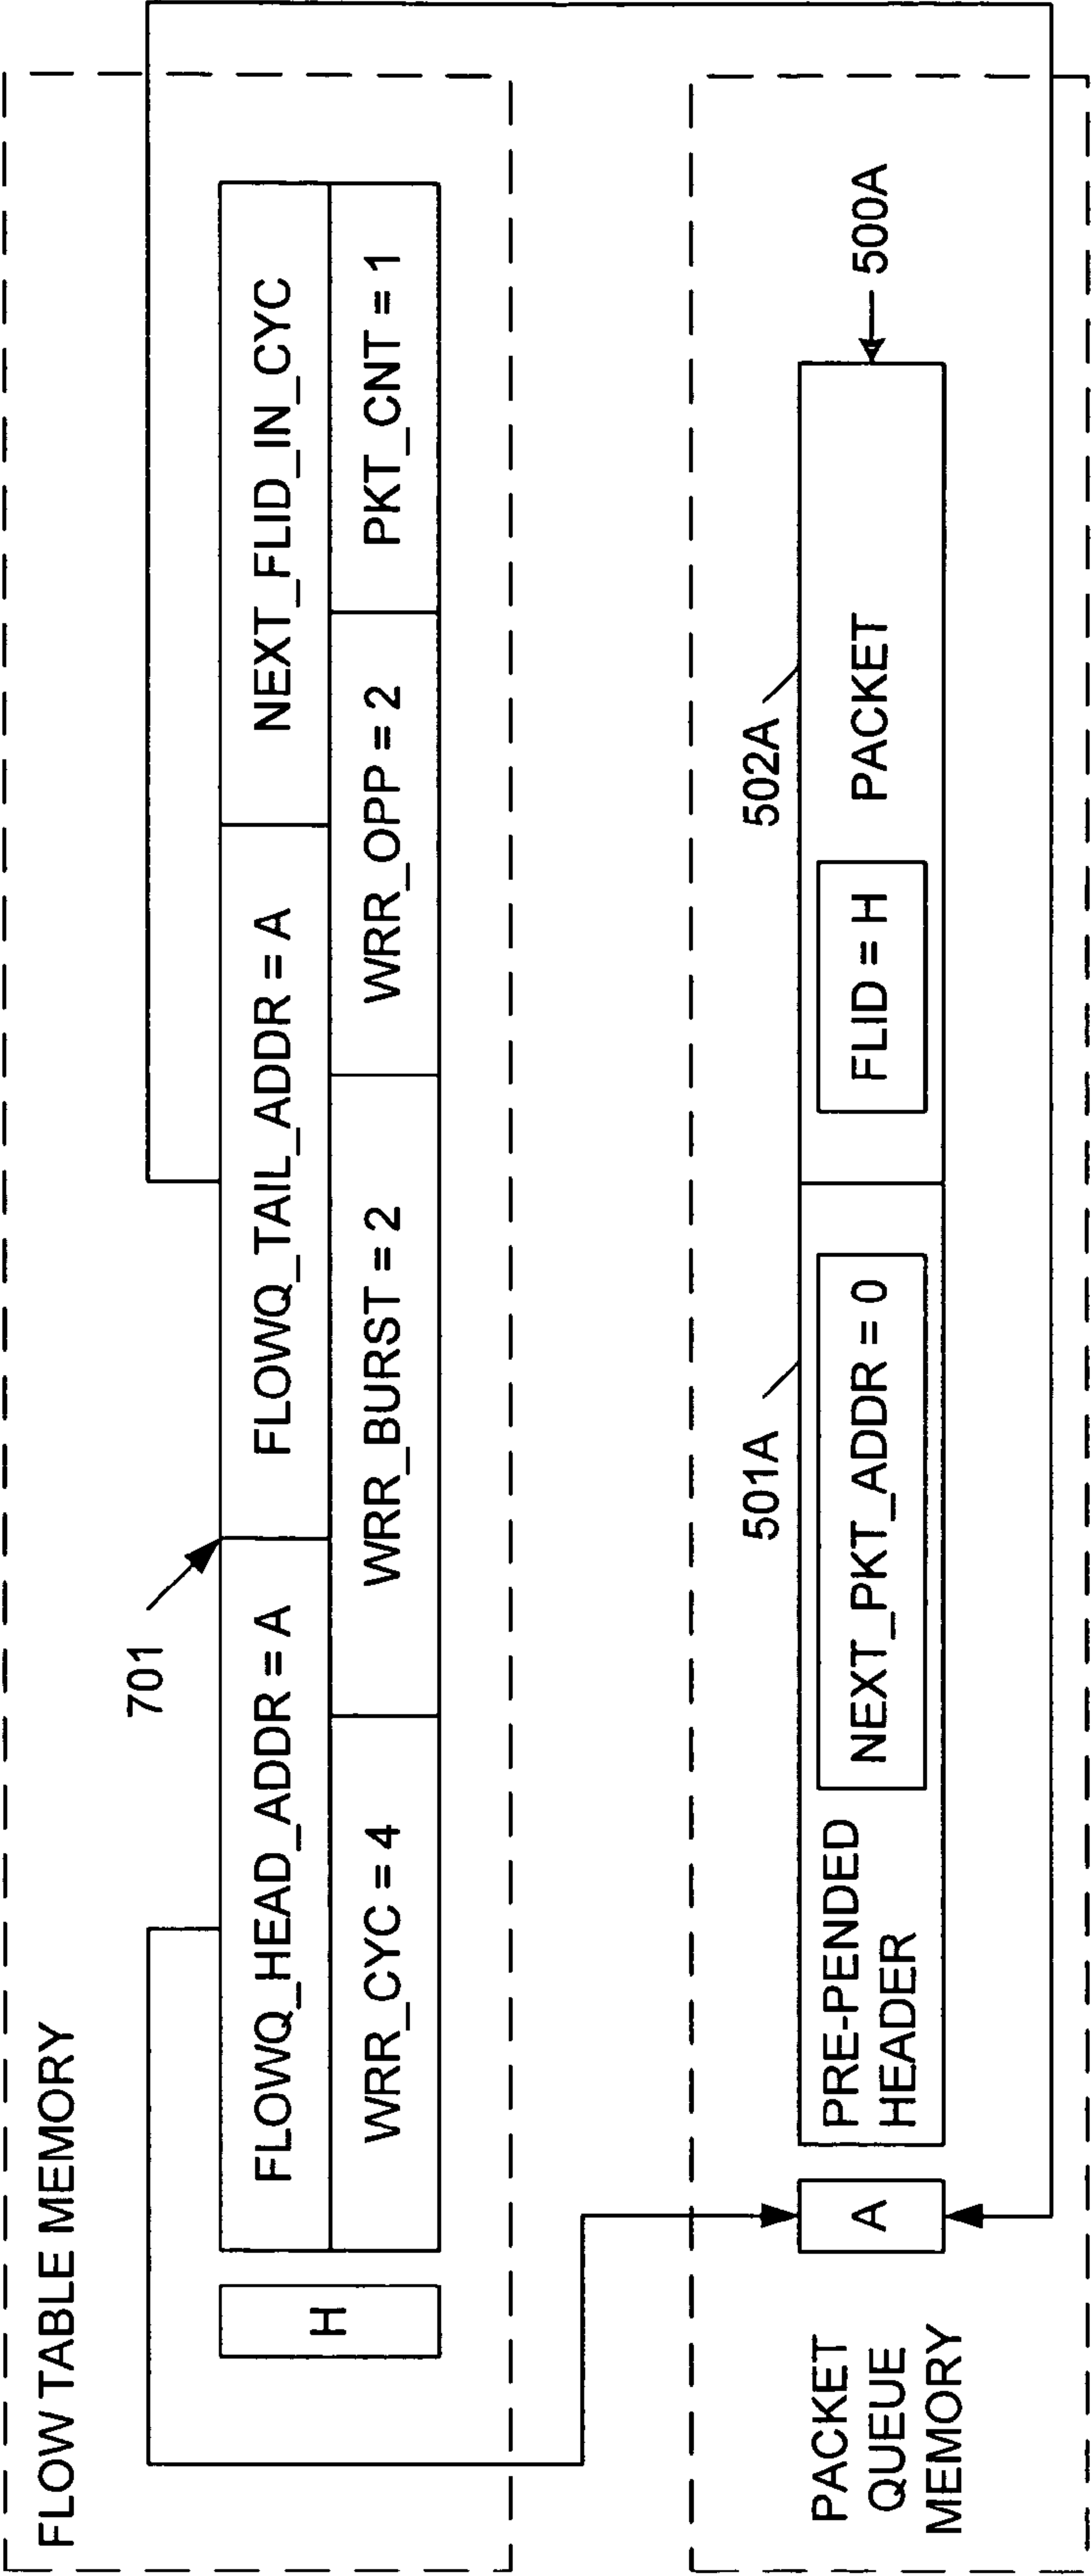 FLOW TABLE MEMORY
701
H
FLOWQ_HEAD_ADDR = A
FLOWQ_TAIL_ADDR = A
NEXT_FLID_IN_CYC
WRR_CYC = 4
WRR_BURST = 2
WRR_OPP = 2
PKT_CNT = 1
PACKET
QUEUE
MEMORY
A
501A
502A
PRE-PENDED
HEADER
NEXT_PKT_ADDR = 0
FLID = H
PACKET
500A